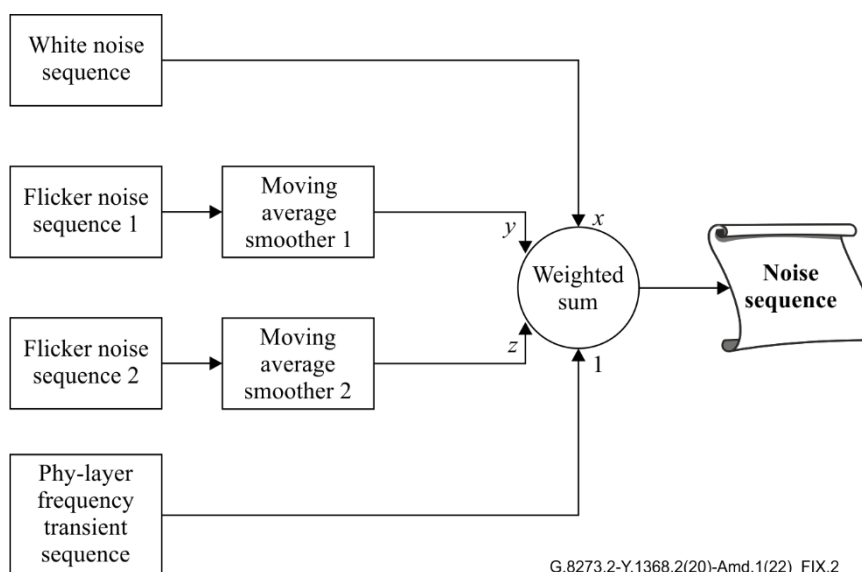 White noise
sequence
Flicker noise
sequence 1
Moving
average
smoother 1
y
x
Weighted
sum
Noise
sequence
Flicker noise
sequence 2
Moving
average
smoother 2
z
1
Phy-layer
frequency
transient
sequence
G.8273.2-Y.1368.2(20)-Amd.1(22)_FIX.2